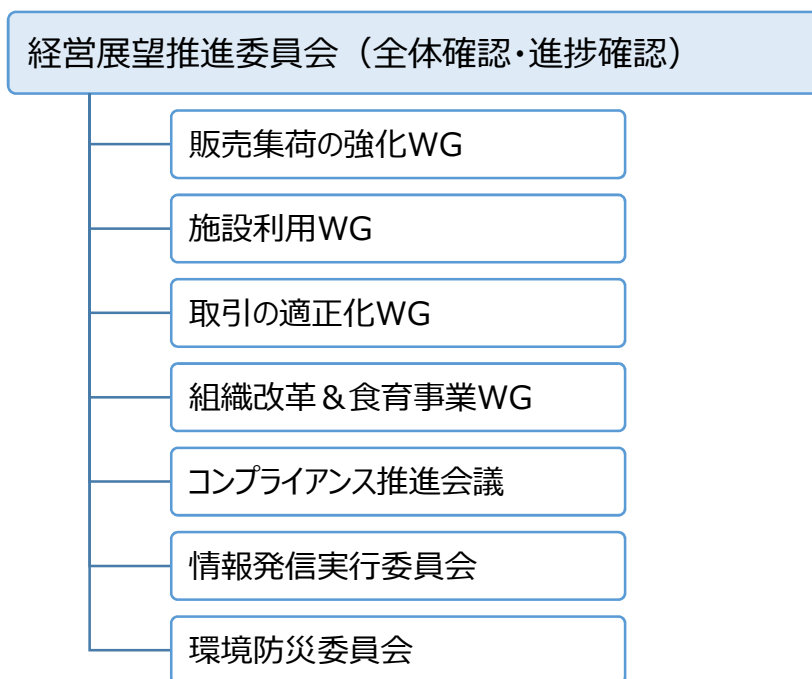 経営展望推進委員会（全体確認・進捗確認）
販売集荷の強化WG
施設利用WG
取引の適正化WG
組織改革＆食育事業WG
コンプライアンス推進会議
情報発信実行委員会
環境防災委員会